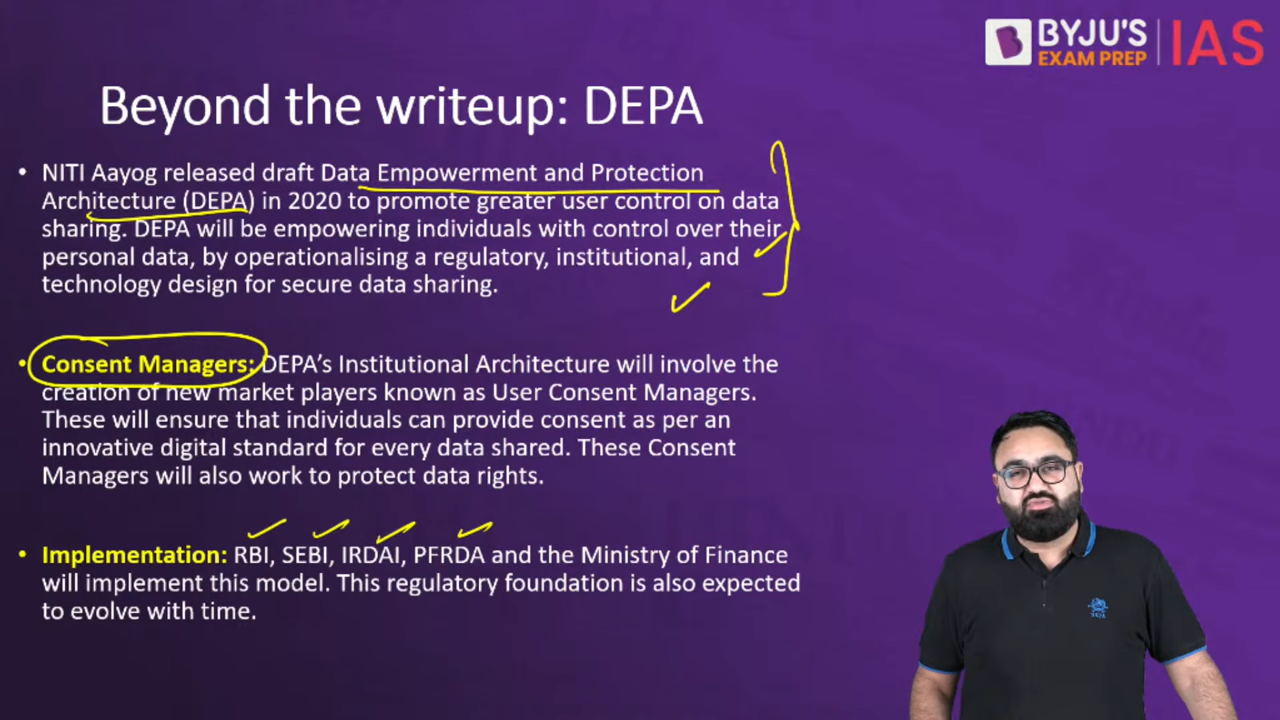 BYJU'S
EXAM PREP
IAS
Beyond the writeup: DEPA
• NITI Aayog released draft Data Empowerment and Protection
Architecture (DEPA) in 2020 to promote greater user control on data
sharing. DEPA will be empowering individuals with control over their
personal data, by operationalising a regulatory, institutional, and
technology design for secure data sharing.
• Consent Managers: DEPA's Institutional Architecture will involve the
creation of new market players known as User Consent Managers.
These will ensure that individuals can provide consent as per an
innovative digital standard for every data shared. These Consent
Managers will also work to protect data rights.
• Implementation: RBI, SEBI, IRDAI, PFRDA and the Ministry of Finance
will implement this model. This regulatory foundation is also expected
to evolve with time.